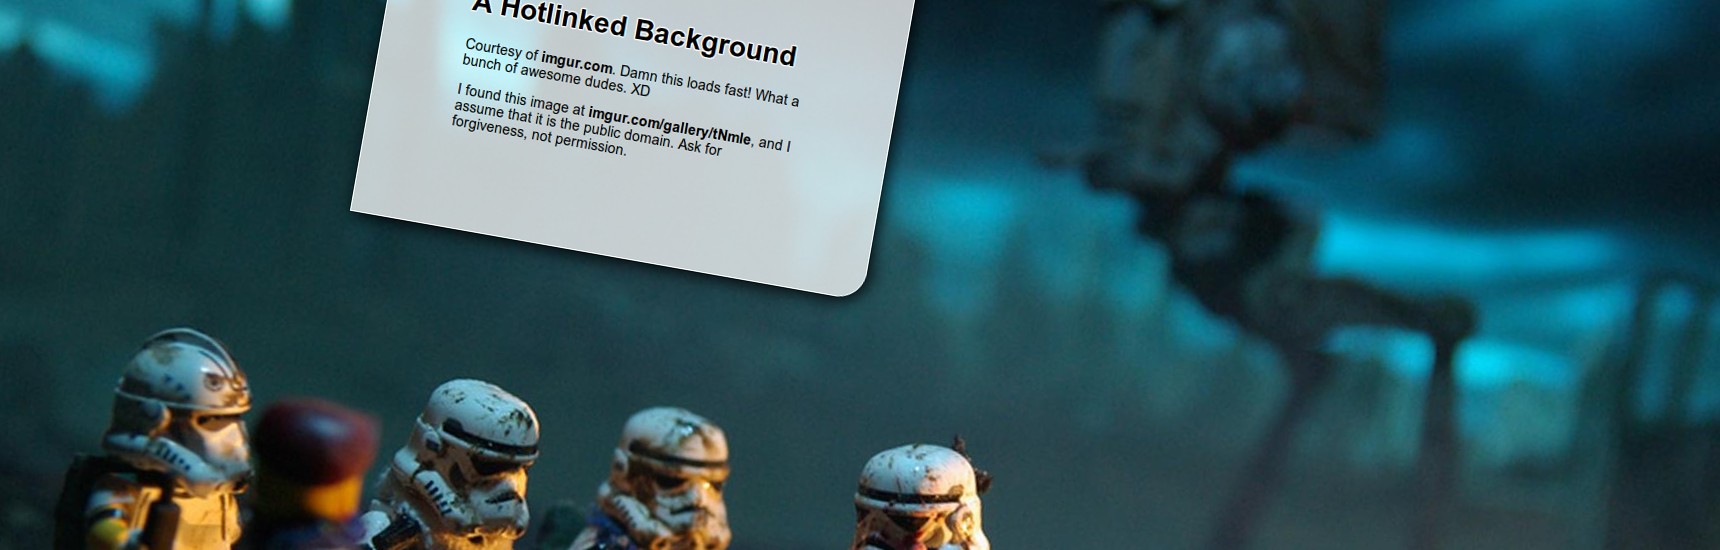 A Hotlinked Background
Courtesy of imgur.com. Damn this loads fast! What a
bunch of awesome dudes. XD
I found this image at imgur.com/gallery/tNmle, and I
assume that it is the public domain. Ask for
forgiveness, not permission.